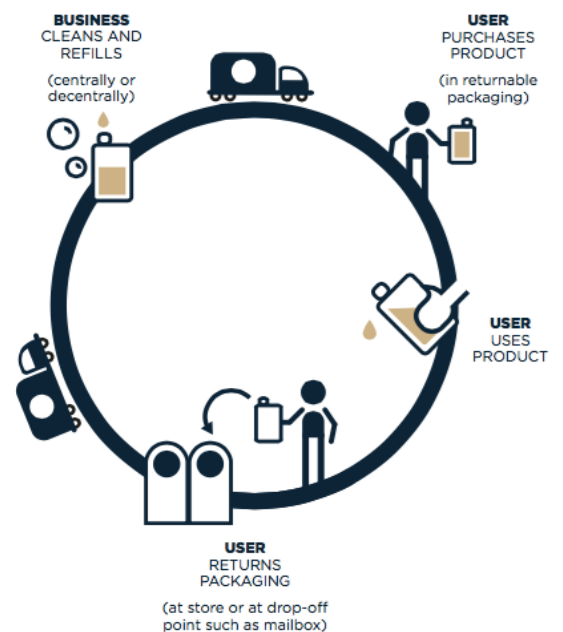 BUSINESS
CLEANS AND
REFILLS
(centrally or
decentrally)
USER
PURCHASES
PRODUCT
(in returnable
packaging)
USER
USES
PRODUCT
USER
RETURNS
PACKAGING
(at store or at drop-off
point such as mailbox)